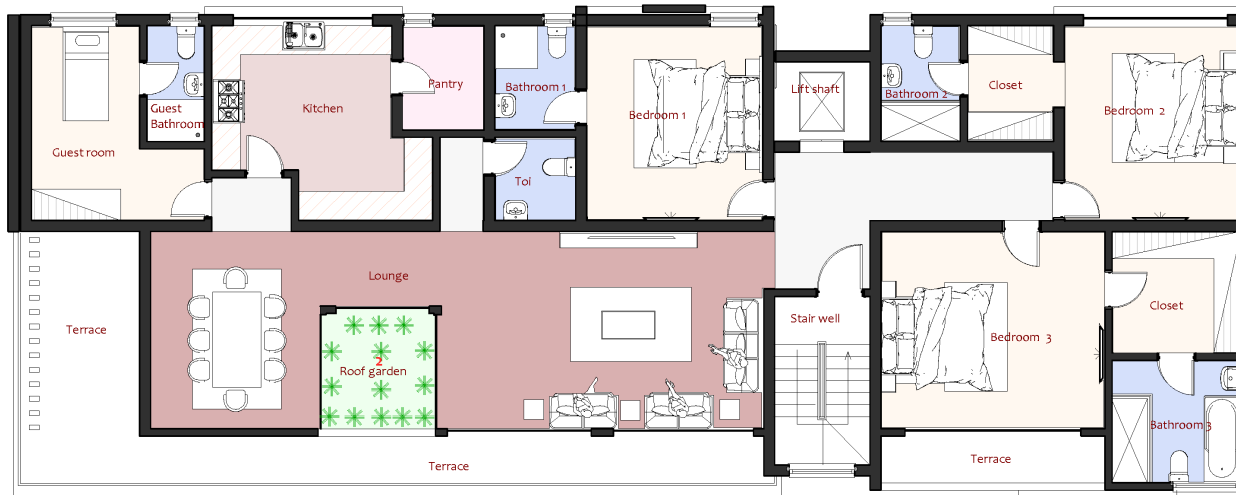 Guest room
Guest
Bathroom
Kitchen
Pantry
Bathroom 1
Toi
Bedroom 1
Lift shaft
Bathroom 2
Closet
Bedroom 2
Lounge
Terrace
2
Roof garden
Stair well
Bedroom 3
Closet
Bathroom 3
Terrace
Terrace